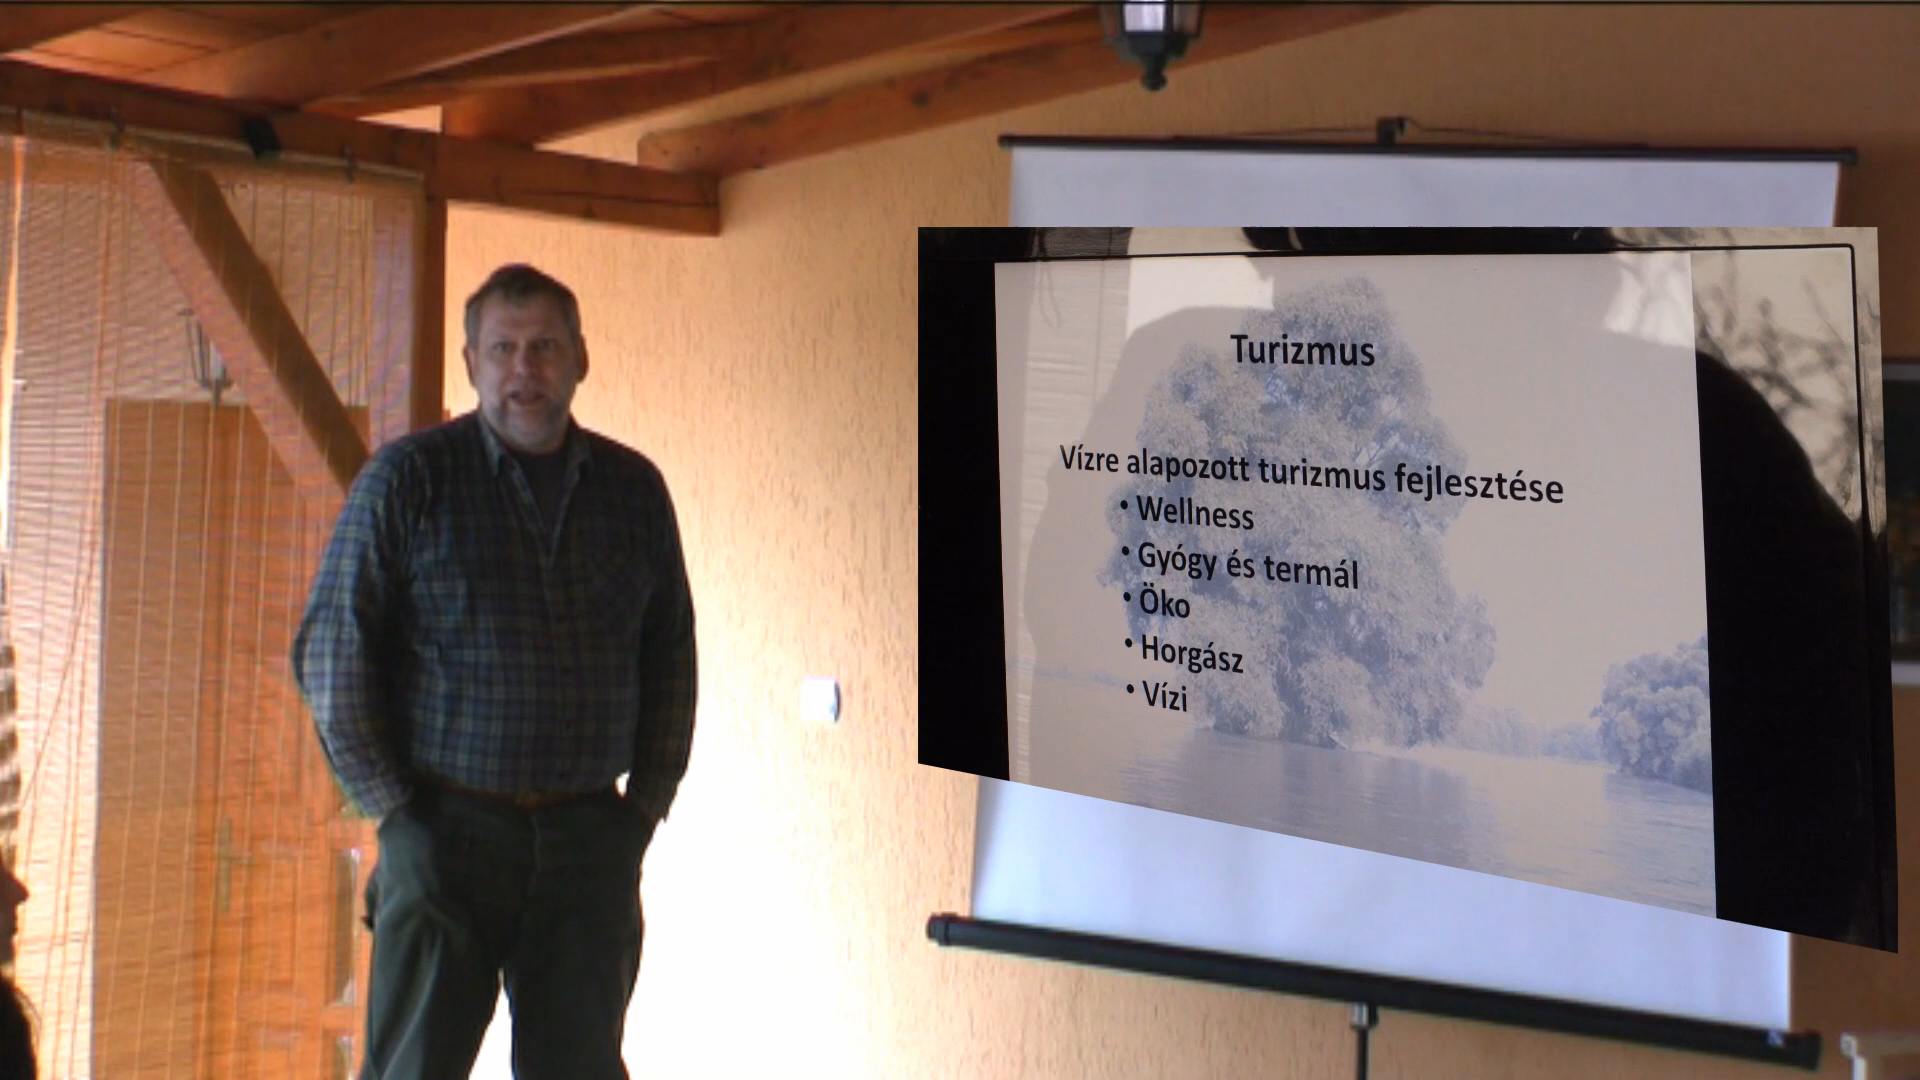 Turizmus
Vízre alapozott turizmus fejlesztése
• Wellness
• Gyógy és termál
• Öko
• Horgász
• Vízi